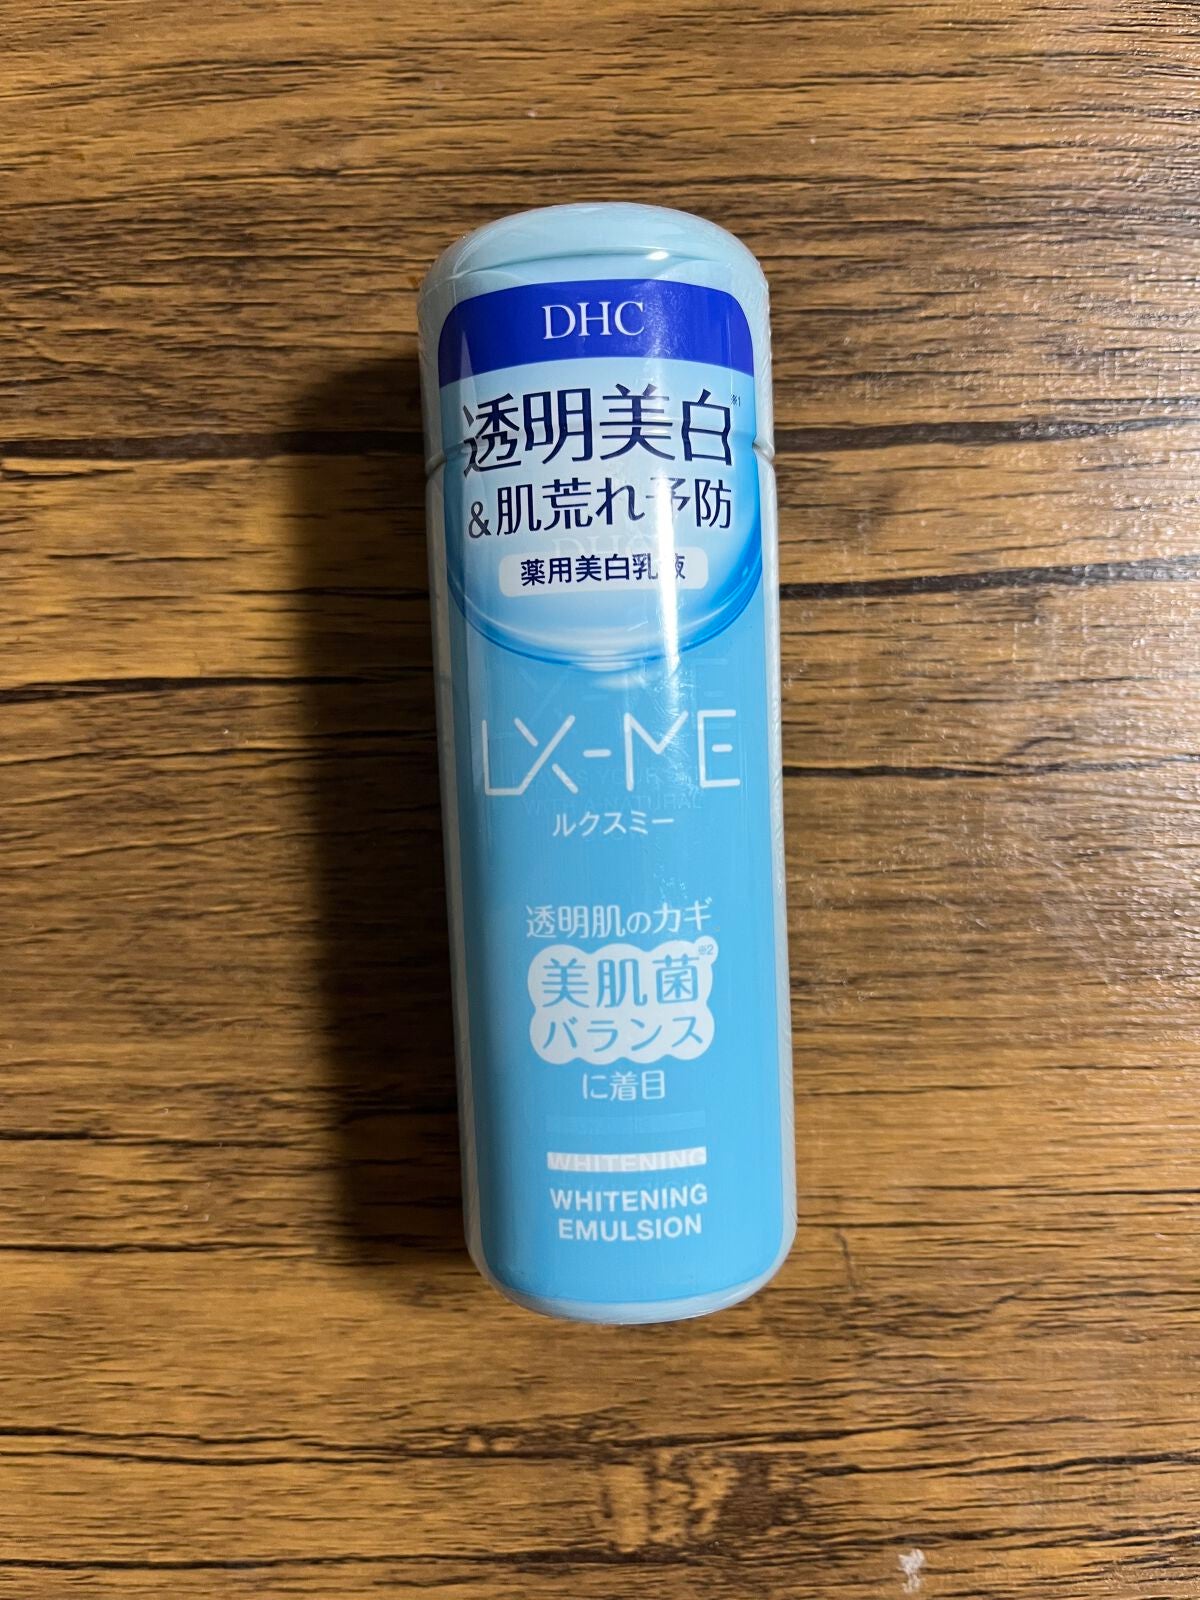 DHC
透明美白※1
&肌荒れ予防
薬用美白乳液
LX-ME
ルクスミー
透明肌のカギ
美肌菌※2
バランス
に着目
WHITENING
WHITENING
EMULSION